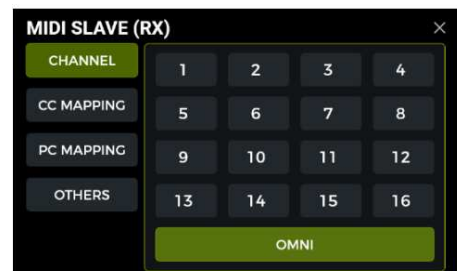 MIDI SLAVE (RX) ×
CHANNEL
CC MAPPING
PC MAPPING
OTHERS
1 2 3 4
5 6 7 8
9 10 11 12
13 14 15 16
OMNI